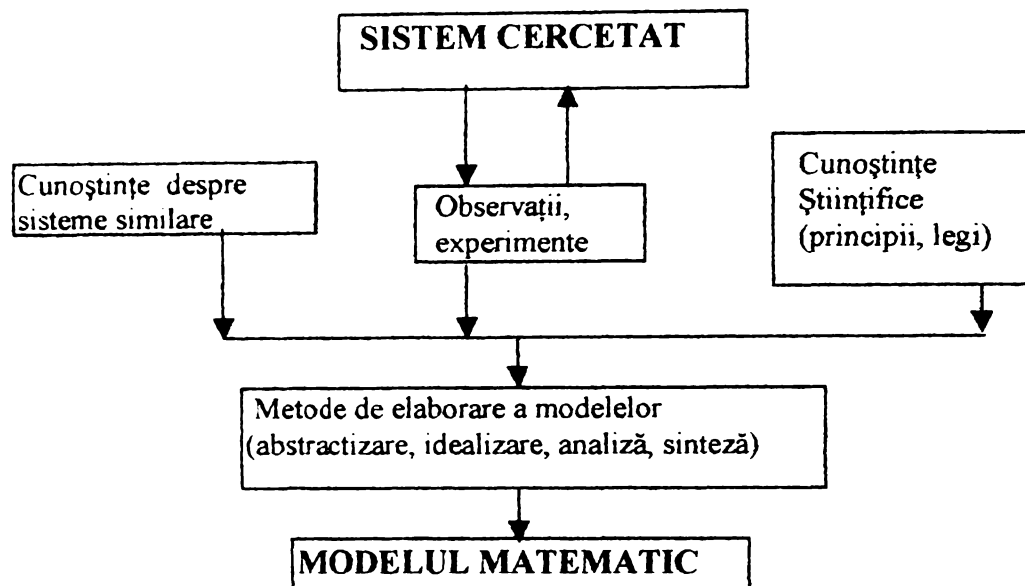 SISTEM CERCETAT
Cunoştinţe despre
sisteme similare
Observaţii,
experimente
Cunoştinţe
Ştiinţifice
(principii, legi)
Metode de elaborare a modelelor
(abstractizare, idealizare, analiză, sinteză)
MODELUL MATEMATIC